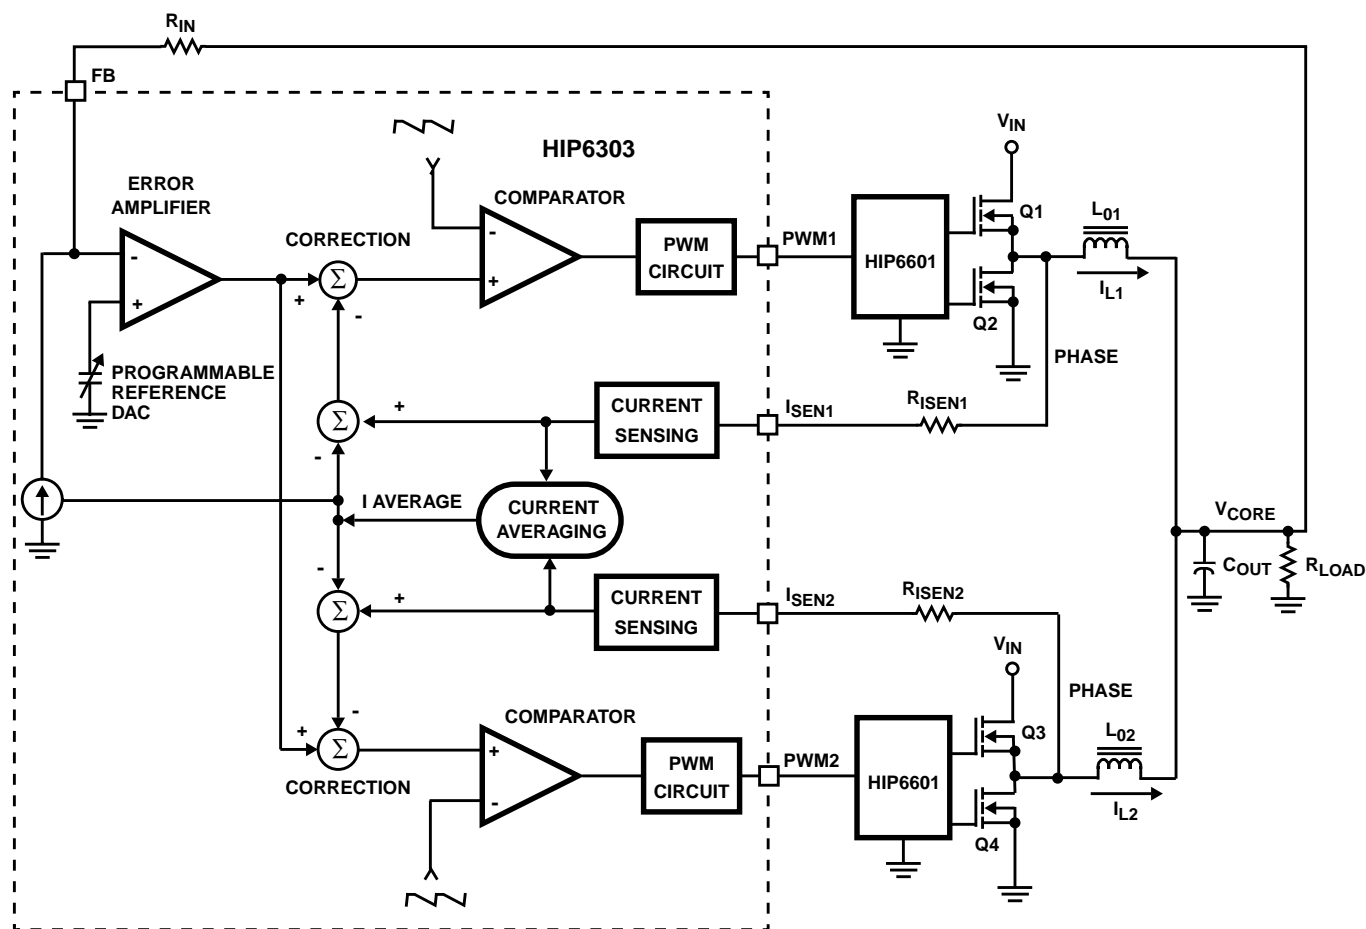 RIN
FB
HIP6303
VIN
ERROR
AMPLIFIER
COMPARATOR
CORRECTION
-
+
+
-
-
+
Σ
PWM
CIRCUIT
PWM1
HIP6601
Q1
Q2
L01
IL1
PHASE
PROGRAMMABLE
REFERENCE
DAC
Σ
+
-
CURRENT
SENSING
ISEN1
RISEN1
I AVERAGE
CURRENT
AVERAGING
VCORE
COUT
RLOAD
-
Σ
+
CURRENT
SENSING
ISEN2
RISEN2
VIN
PHASE
-
+
Σ
CORRECTION
COMPARATOR
+
-
PWM
CIRCUIT
PWM2
HIP6601
Q3
Q4
L02
IL2